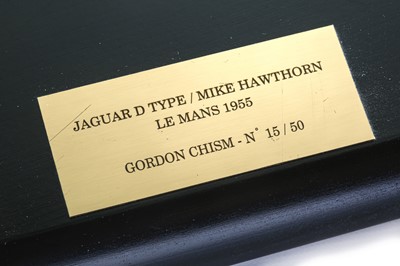 JAGUAR D TYPE / MIKE HAWTHORN
LE MANS 1955
GORDON CHISM - N° 15 / 50